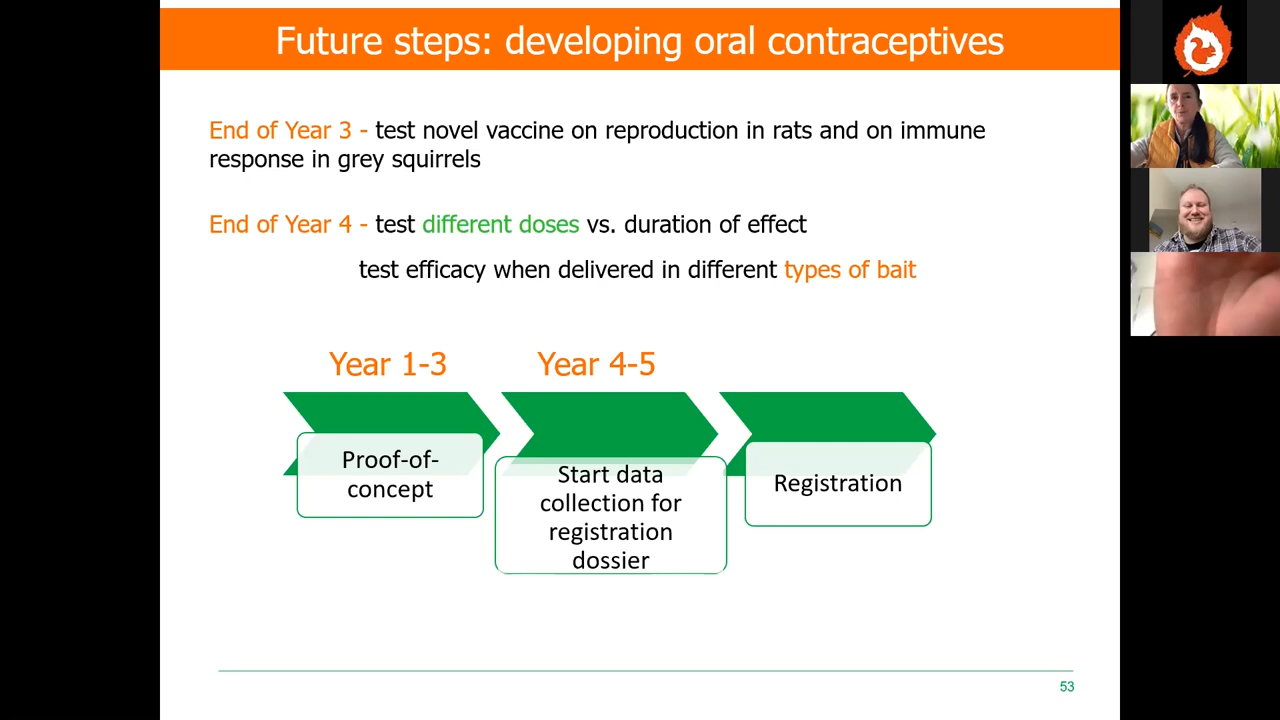 Future steps: developing oral contraceptives
End of Year 3 - test novel vaccine on reproduction in rats and on immune
response in grey squirrels
End of Year 4 - test different doses vs. duration of effect
test efficacy when delivered in different types of bait
Year 1-3
Year 4-5
Proof-of-
concept
Start data
collection for
registration
dossier
Registration
53